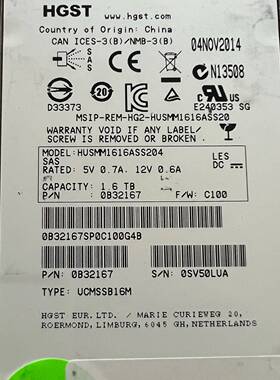 HGST
www.hgst.com
Country of Origin: China
CAN ICES-3(B)/NMB-3(B)
04NOV2014
SAS
N13508
D33373
20
E240353 SG
MSIP-REM-HG2-HUSMM1616ASS20
WARRANTY VOID IF ANY LABEL/
SCREW IS REMOVED OR BROKEN.
MODEL:HUSMM1616ASS204
LES
SAS
DC
RATED: 5V 0.7A. 12V 0.6A
CAPACITY: 1.6 TB
P/N : 0B32167
F/W: C100
0B32167SP0C100G4B
P/N: 0B32167
S/N: 0SV50LUA
TYPE: UCMSSB16M
HGST EUR.LTD. / MARIE CURIEWEG 20,
ROERMOND, LIMBURG, 6045 GH, NETHERLANDS